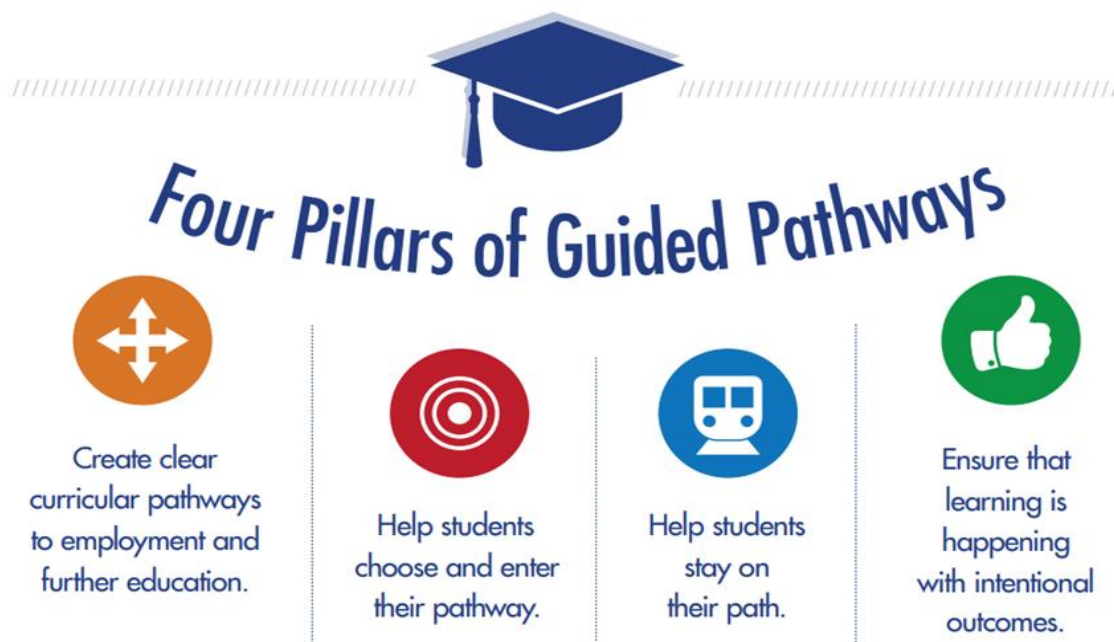 Four Pillars of Guided Pathways
Create clear
curricular pathways
to employment and
further education.
Help students
choose and enter
their pathway.
Help students
stay on
their path.
Ensure that
learning is
happening
with intentional
outcomes.